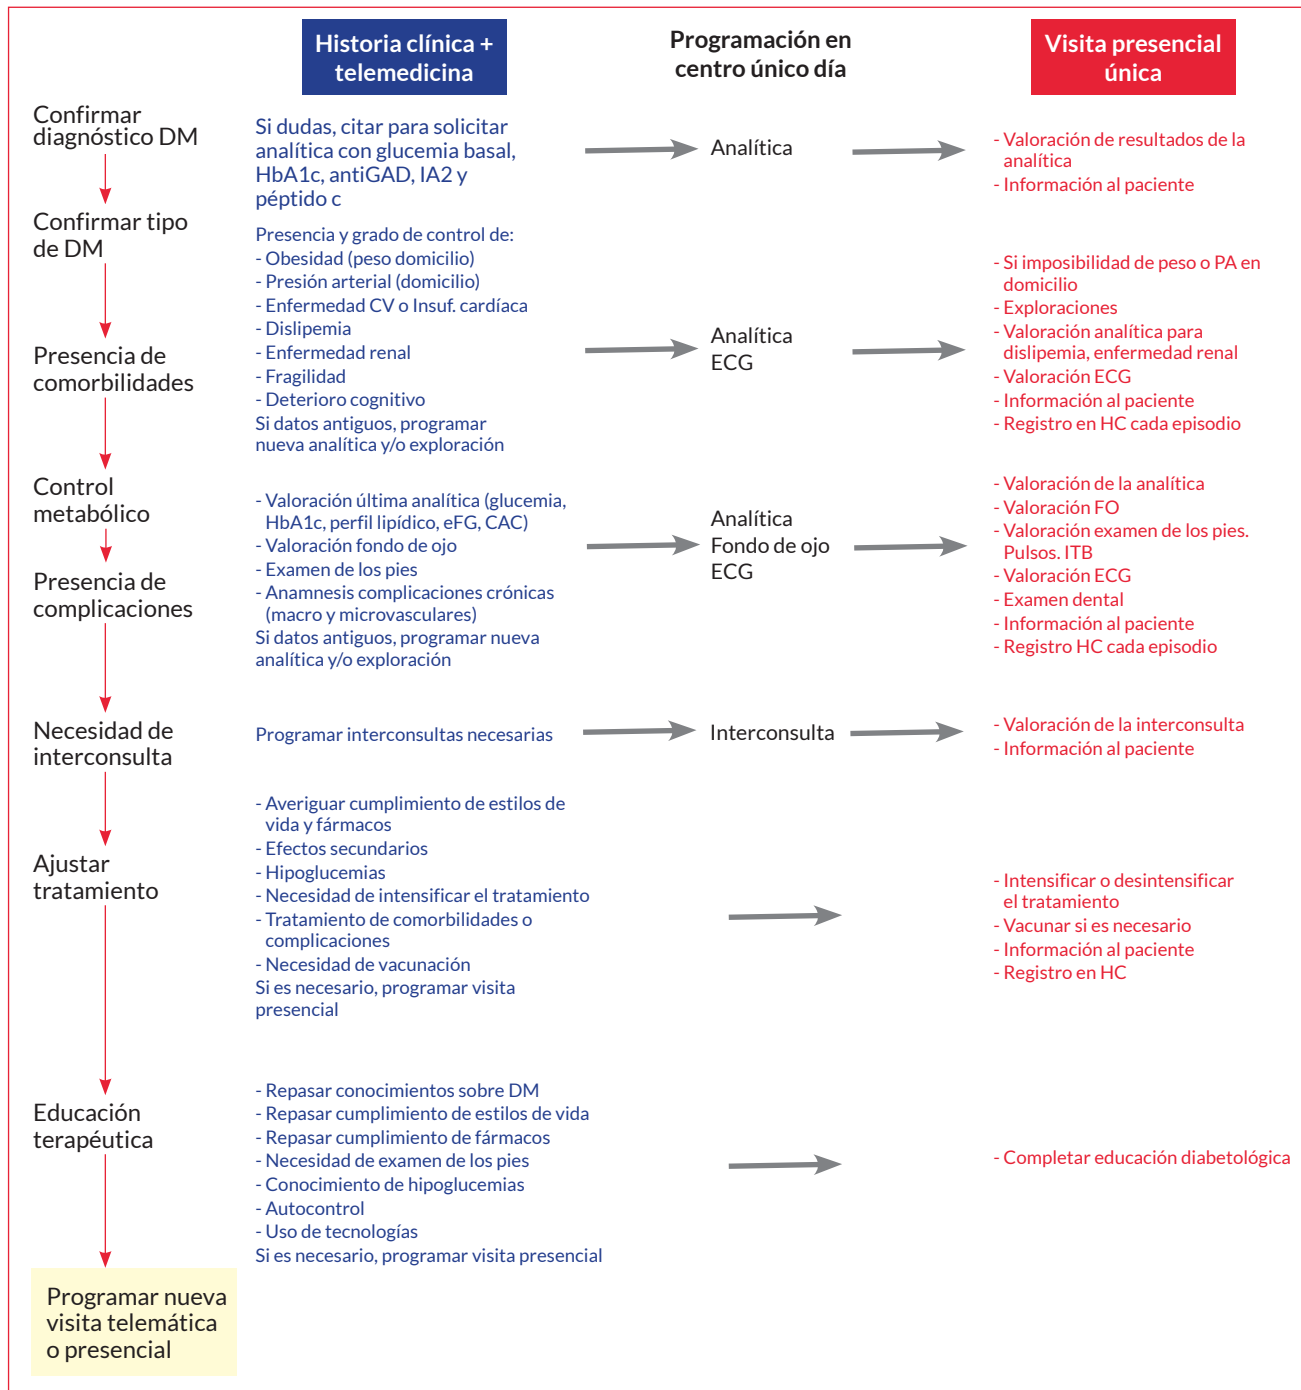 Historia clínica +
telemedicina
Programación en
centro único día
Visita presencial
única
Confirmar
diagnóstico DM
Si dudas, citar para solicitar
analítica con glucemia basal,
HbA1c, antiGAD, IA2 y
péptido c
Analítica
- Valoración de resultados de la
analítica
- Información al paciente
Confirmar tipo
de DM
Presencia y grado de control de:
- Obesidad (peso domicilio)
- Presión arterial (domicilio)
- Enfermedad CV o Insuf. cardíaca
- Dislipemia
- Enfermedad renal
- Fragilidad
- Deterioro cognitivo
Si datos antiguos, programar
nueva analítica y/o exploración
Presencia de
comorbilidades
Analítica
ECG
- Si imposibilidad de peso o PA en
domicilio
- Exploraciones
- Valoración analítica para
dislipemia, enfermedad renal
- Valoración ECG
- Información al paciente
- Registro en HC cada episodio
Control
metabólico
Presencia de
complicaciones
- Valoración última analítica (glucemia,
HbA1c, perfil lipídico, eFG, CAC)
- Valoración fondo de ojo
- Examen de los pies
- Anamnesis complicaciones crónicas
(macro y microvasculares)
Si datos antiguos, programar nueva
analítica y/o exploración
Analítica
Fondo de ojo
ECG
- Valoración de la analítica
- Valoración FO
- Valoración examen de los pies.
Pulsos. ITB
- Valoración ECG
- Examen dental
- Información al paciente
- Registro HC cada episodio
Necesidad de
interconsulta
Programar interconsultas necesarias
Interconsulta
- Valoración de la interconsulta
- Información al paciente
Ajustar
tratamiento
- Averiguar cumplimiento de estilos de
vida y fármacos
- Efectos secundarios
- Hipoglucemias
- Necesidad de intensificar el tratamiento
- Tratamiento de comorbilidades o
complicaciones
- Necesidad de vacunación
Si es necesario, programar visita
presencial
- Intensificar o desintensificar
el tratamiento
- Vacunar si es necesario
- Información al paciente
- Registro en HC
Educación
terapéutica
- Repasar conocimientos sobre DM
- Repasar cumplimiento de estilos de vida
- Repasar cumplimiento de fármacos
- Necesidad de examen de los pies
- Conocimiento de hipoglucemias
- Autocontrol
- Uso de tecnologías
Si es necesario, programar visita presencial
- Completar educación diabetológica
Programar nueva
visita telemática
o presencial